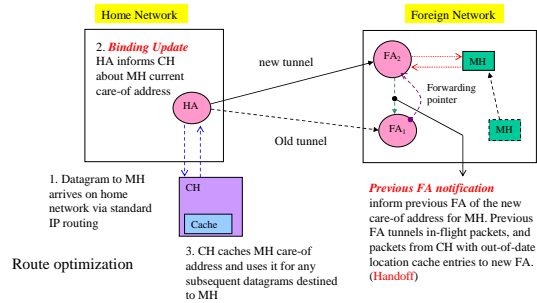 Home Network
Foreign Network
2. Binding Update
HA informs CH
about MH current
care-of address
new tunnel
FA2
MH
HA
Forwarding
pointer
FA1
MH
Old tunnel
1. Datagram to MH
arrives on home
network via standard
IP routing
CH
Cache
Previous FA notification
inform previous FA of the new
care-of address for MH. Previous
FA tunnels in-flight packets, and
packets from CH with out-of-date
location cache entries to new FA.
(Handoff)
3. CH caches MH care-of
address and uses it for any
subsequent datagrams destined
to MH
Route optimization